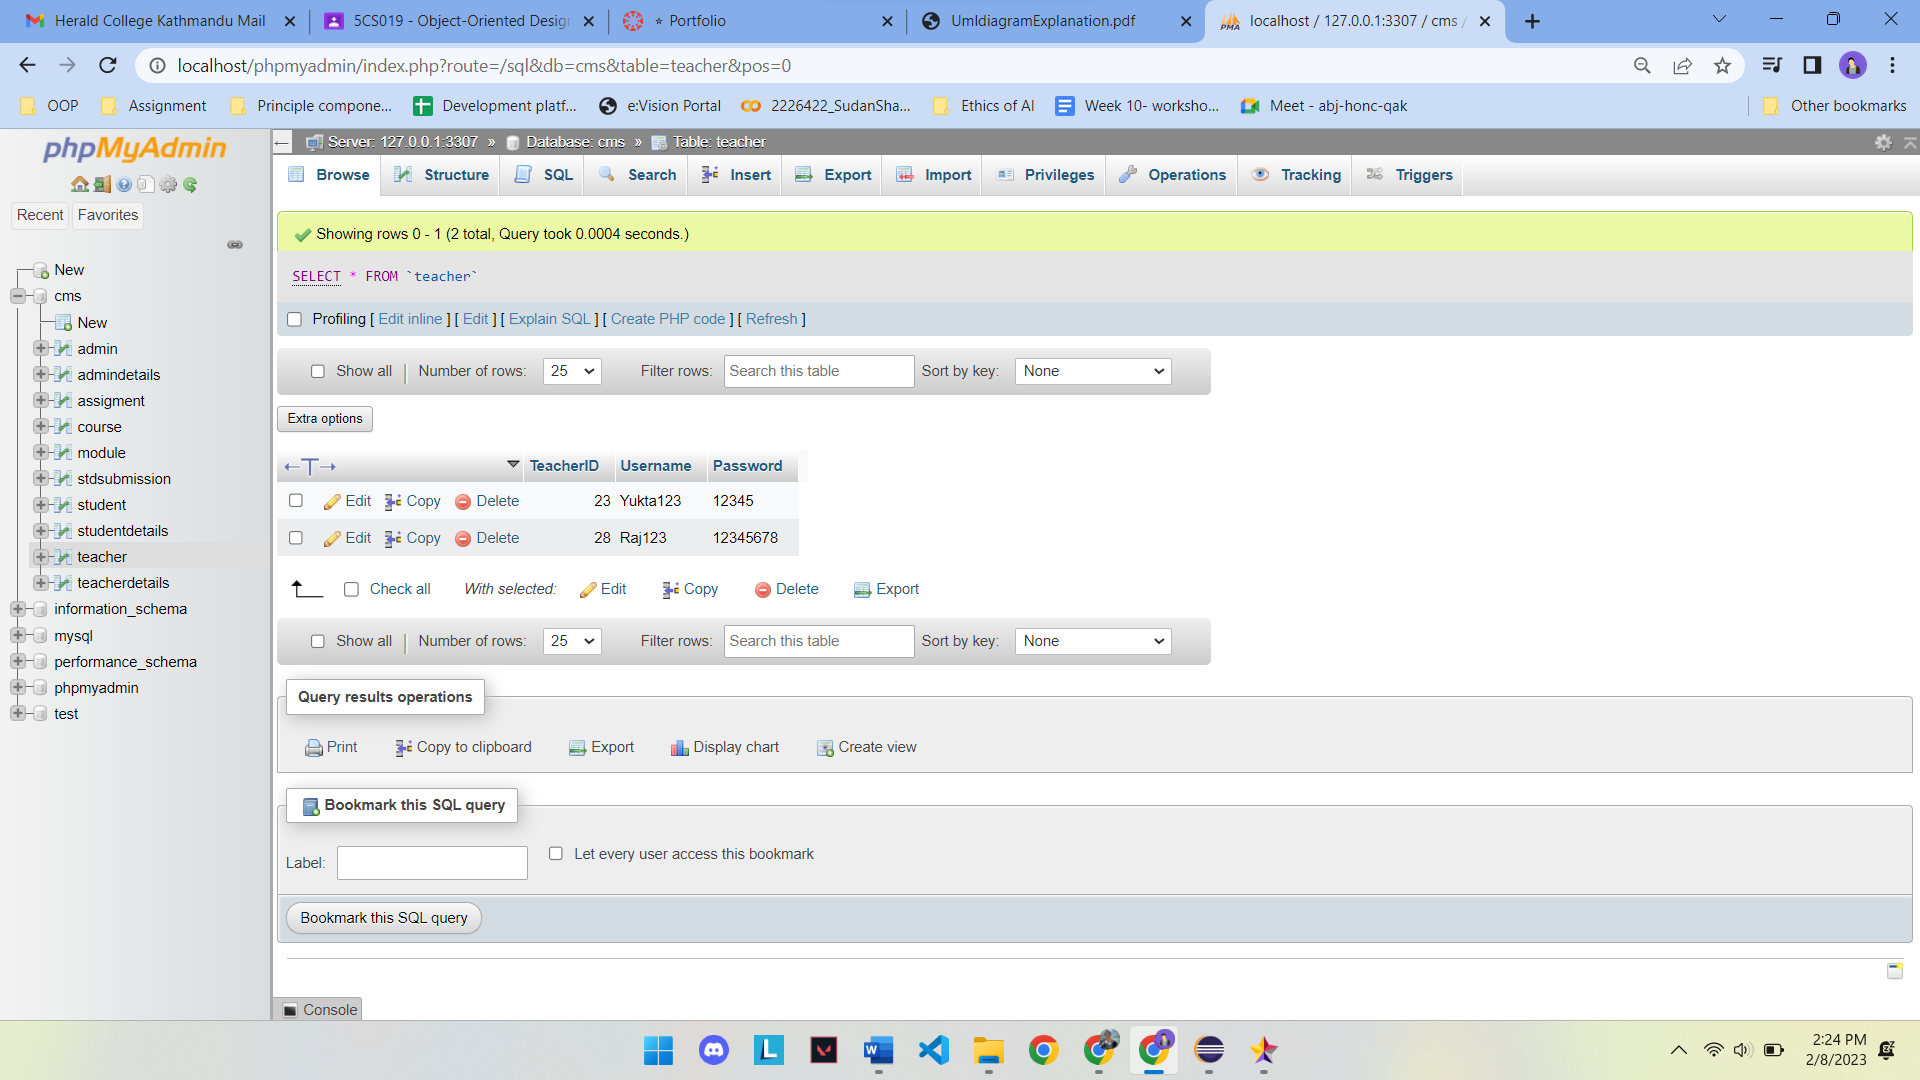 Herald College Kathmandu Mail
5CS019 - Object-Oriented Design
Portfolio
UmldiagramExplanation.pdf
localhost / 127.0.0.1:3307 / cms /
localhost/phpmyadmin/index.php?route=/sql&db=cms&table=teacher&pos=0
OOP
Assignment
Principle compone...
Development platf...
e:Vision Portal
2226422_SudanSha...
Ethics of AI
Week 10- worksho...
Meet - abj-honc-qak
Other bookmarks
phpMyAdmin
Recent
Favorites
New
cms
New
admin
admindetails
assigment
course
module
stdsubmission
student
studentdetails
teacher
teacherdetails
information_schema
mysql
performance_schema
phpmyadmin
test
Server: 127.0.0.1:3307 » Database: cms » Table: teacher
Browse Structure SQL Search Insert Export Import Privileges Operations Tracking Triggers
Showing rows 0 - 1 (2 total, Query took 0.0004 seconds.)
SELECT * FROM `teacher`
Profiling [ Edit inline ] [ Edit ] [ Explain SQL ] [ Create PHP code ] [ Refresh ]
Show all | Number of rows: 25 Filter rows: Search this table Sort by key: None
Extra options
TeacherID Username Password
Edit Copy Delete 23 Yukta123 12345
Edit Copy Delete 28 Raj123 12345678
Check all With selected: Edit Copy Delete Export
Show all | Number of rows: 25 Filter rows: Search this table Sort by key: None
Query results operations
Print Copy to clipboard Export Display chart Create view
Bookmark this SQL query
Label: Let every user access this bookmark
Bookmark this SQL query
Console
2:24 PM
2/8/2023